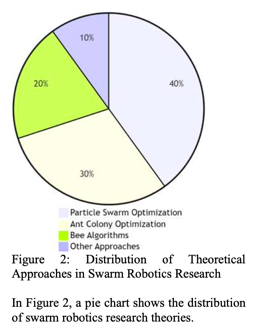 10%
40%
20%
30%
Particle Swarm Optimization
Ant Colony Optimization
Bee Algorithms
Other Approaches
Figure 2: Distribution of Theoretical
Approaches in Swarm Robotics Research
In Figure 2, a pie chart shows the distribution
of swarm robotics research theories.